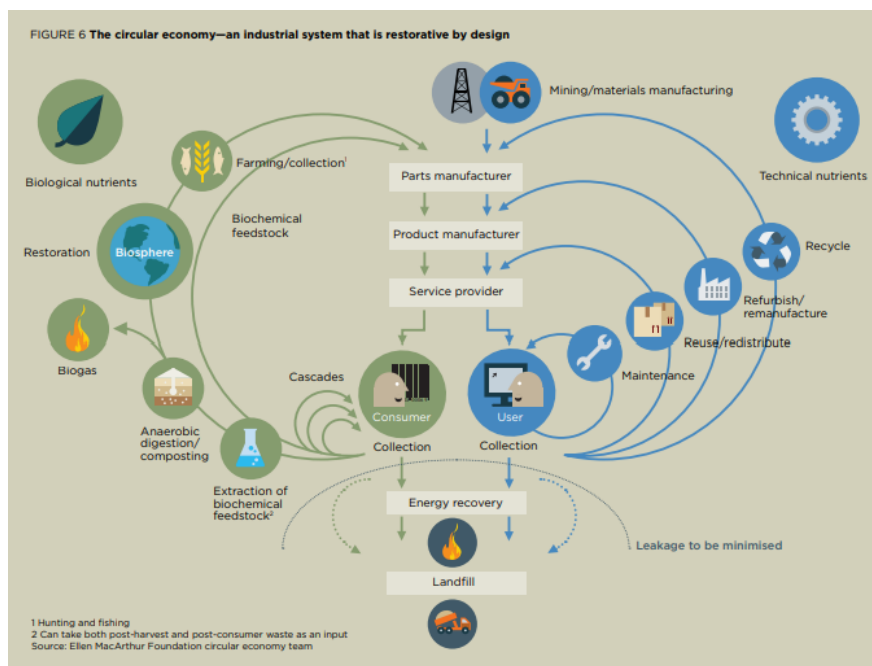 FIGURE 6 The circular economy—an industrial system that is restorative by design
Mining/materials manufacturing
Biological nutrients
Farming/collection¹
Parts manufacturer
Technical nutrients
Biochemical
feedstock
Restoration
Biosphere
Product manufacturer
Recycle
Service provider
Refurbish/
remanufacture
Reuse/redistribute
Biogas
Cascades
Maintenance
Consumer
User
Anaerobic
digestion/
composting
Collection
Collection
Extraction of
biochemical
feedstock²
Energy recovery
Leakage to be minimised
Landfill
1 Hunting and fishing
2 Can take both post-harvest and post-consumer waste as an input
Source: Ellen MacArthur Foundation circular economy team